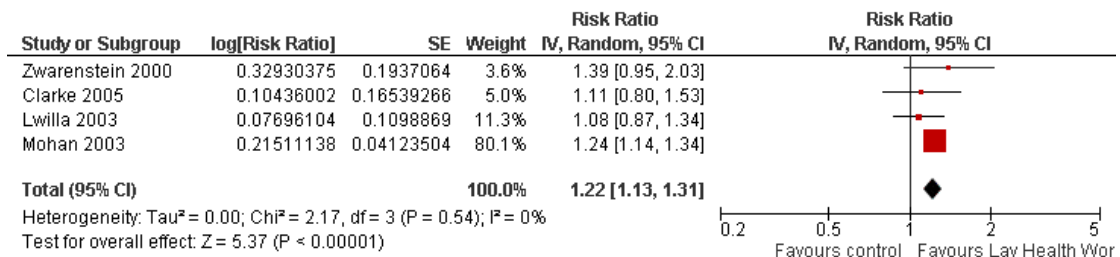 Risk Ratio Risk Ratio
Study or Subgroup log[Risk Ratio] SE Weight IV, Random, 95% CI IV, Random, 95% CI
Zwarenstein 2000 0.32930375 0.1937064 3.6% 1.39 [0.95, 2.03]
Clarke 2005 0.10436002 0.16539266 5.0% 1.11 [0.80, 1.53]
Lwilla 2003 0.07696104 0.1098869 11.3% 1.08 [0.87, 1.34]
Mohan 2003 0.21511138 0.04123504 80.1% 1.24 [1.14, 1.34]
Total (95% CI) 100.0% 1.22 [1.13, 1.31]
Heterogeneity: Tau² = 0.00; Chi² = 2.17, df = 3 (P = 0.54); I² = 0%
Test for overall effect: Z = 5.37 (P < 0.00001)
0.2 0.5 1 2 5
Favours control Favours Lay Health Wor